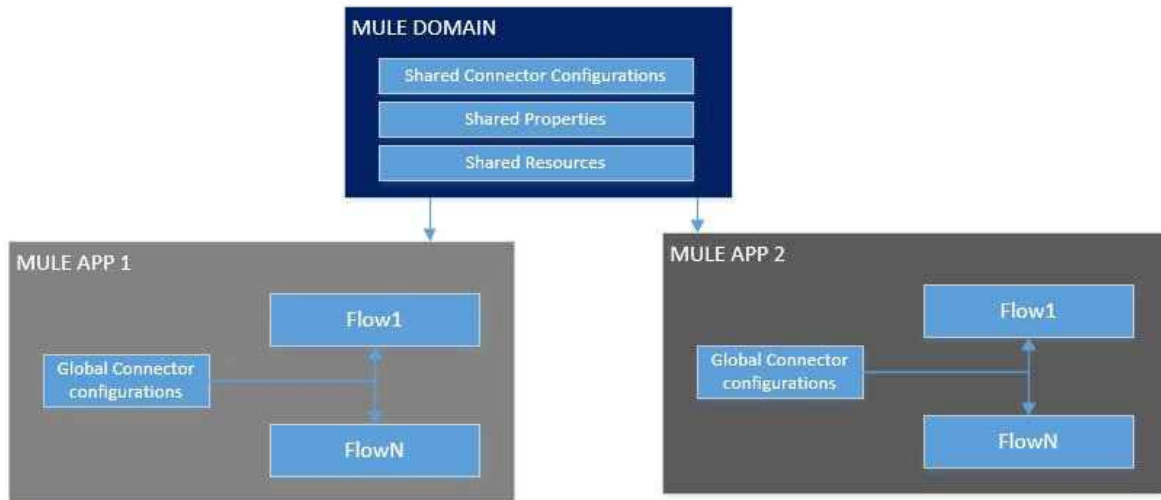 MULE DOMAIN
Shared Connector Configurations
Shared Properties
Shared Resources
MULE APP 1
Flow1
Global Connector
configurations
FlowN
MULE APP 2
Flow1
Global Connector
configurations
FlowN